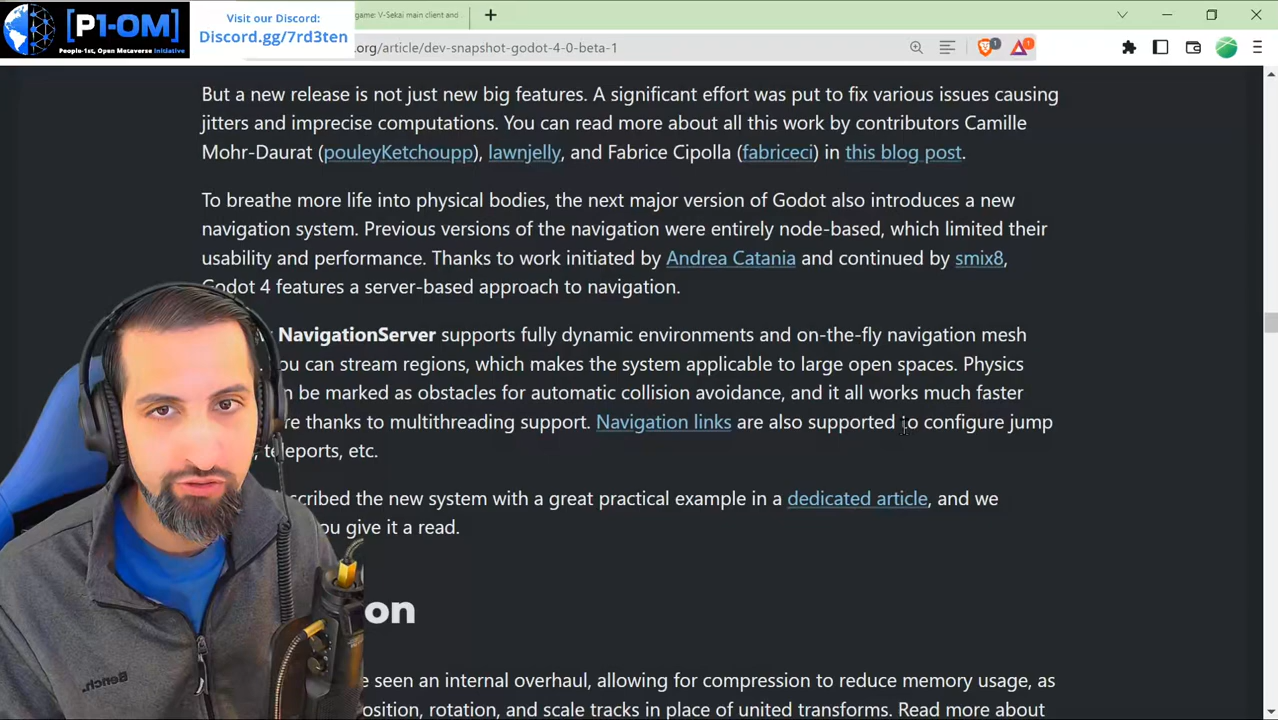 [P1-OM]
People-1st, Open Metaverse Initiative
Visit our Discord:
Discord.gg/7rd3ten
game: V-Sekai main client and
.org/article/dev-snapshot-godot-4-0-beta-1
1
1
But a new release is not just new big features. A significant effort was put to fix various issues causing
jitters and imprecise computations. You can read more about all this work by contributors Camille
Mohr-Daurat (pouleyKetchoupp), lawnjelly, and Fabrice Cipolla (fabriceci) in this blog post.
To breathe more life into physical bodies, the next major version of Godot also introduces a new
navigation system. Previous versions of the navigation were entirely node-based, which limited their
usability and performance. Thanks to work initiated by Andrea Catania and continued by smix8,
Godot 4 features a server-based approach to navigation.
NavigationServer supports fully dynamic environments and on-the-fly navigation mesh
you can stream regions, which makes the system applicable to large open spaces. Physics
be marked as obstacles for automatic collision avoidance, and it all works much faster
thanks to multithreading support. Navigation links are also supported to configure jump
teleports, etc.
the new system with a great practical example in a dedicated article, and we
you give it a read.
on
e seen an internal overhaul, allowing for compression to reduce memory usage, as
osition, rotation, and scale tracks in place of united transforms. Read more about
Bench.